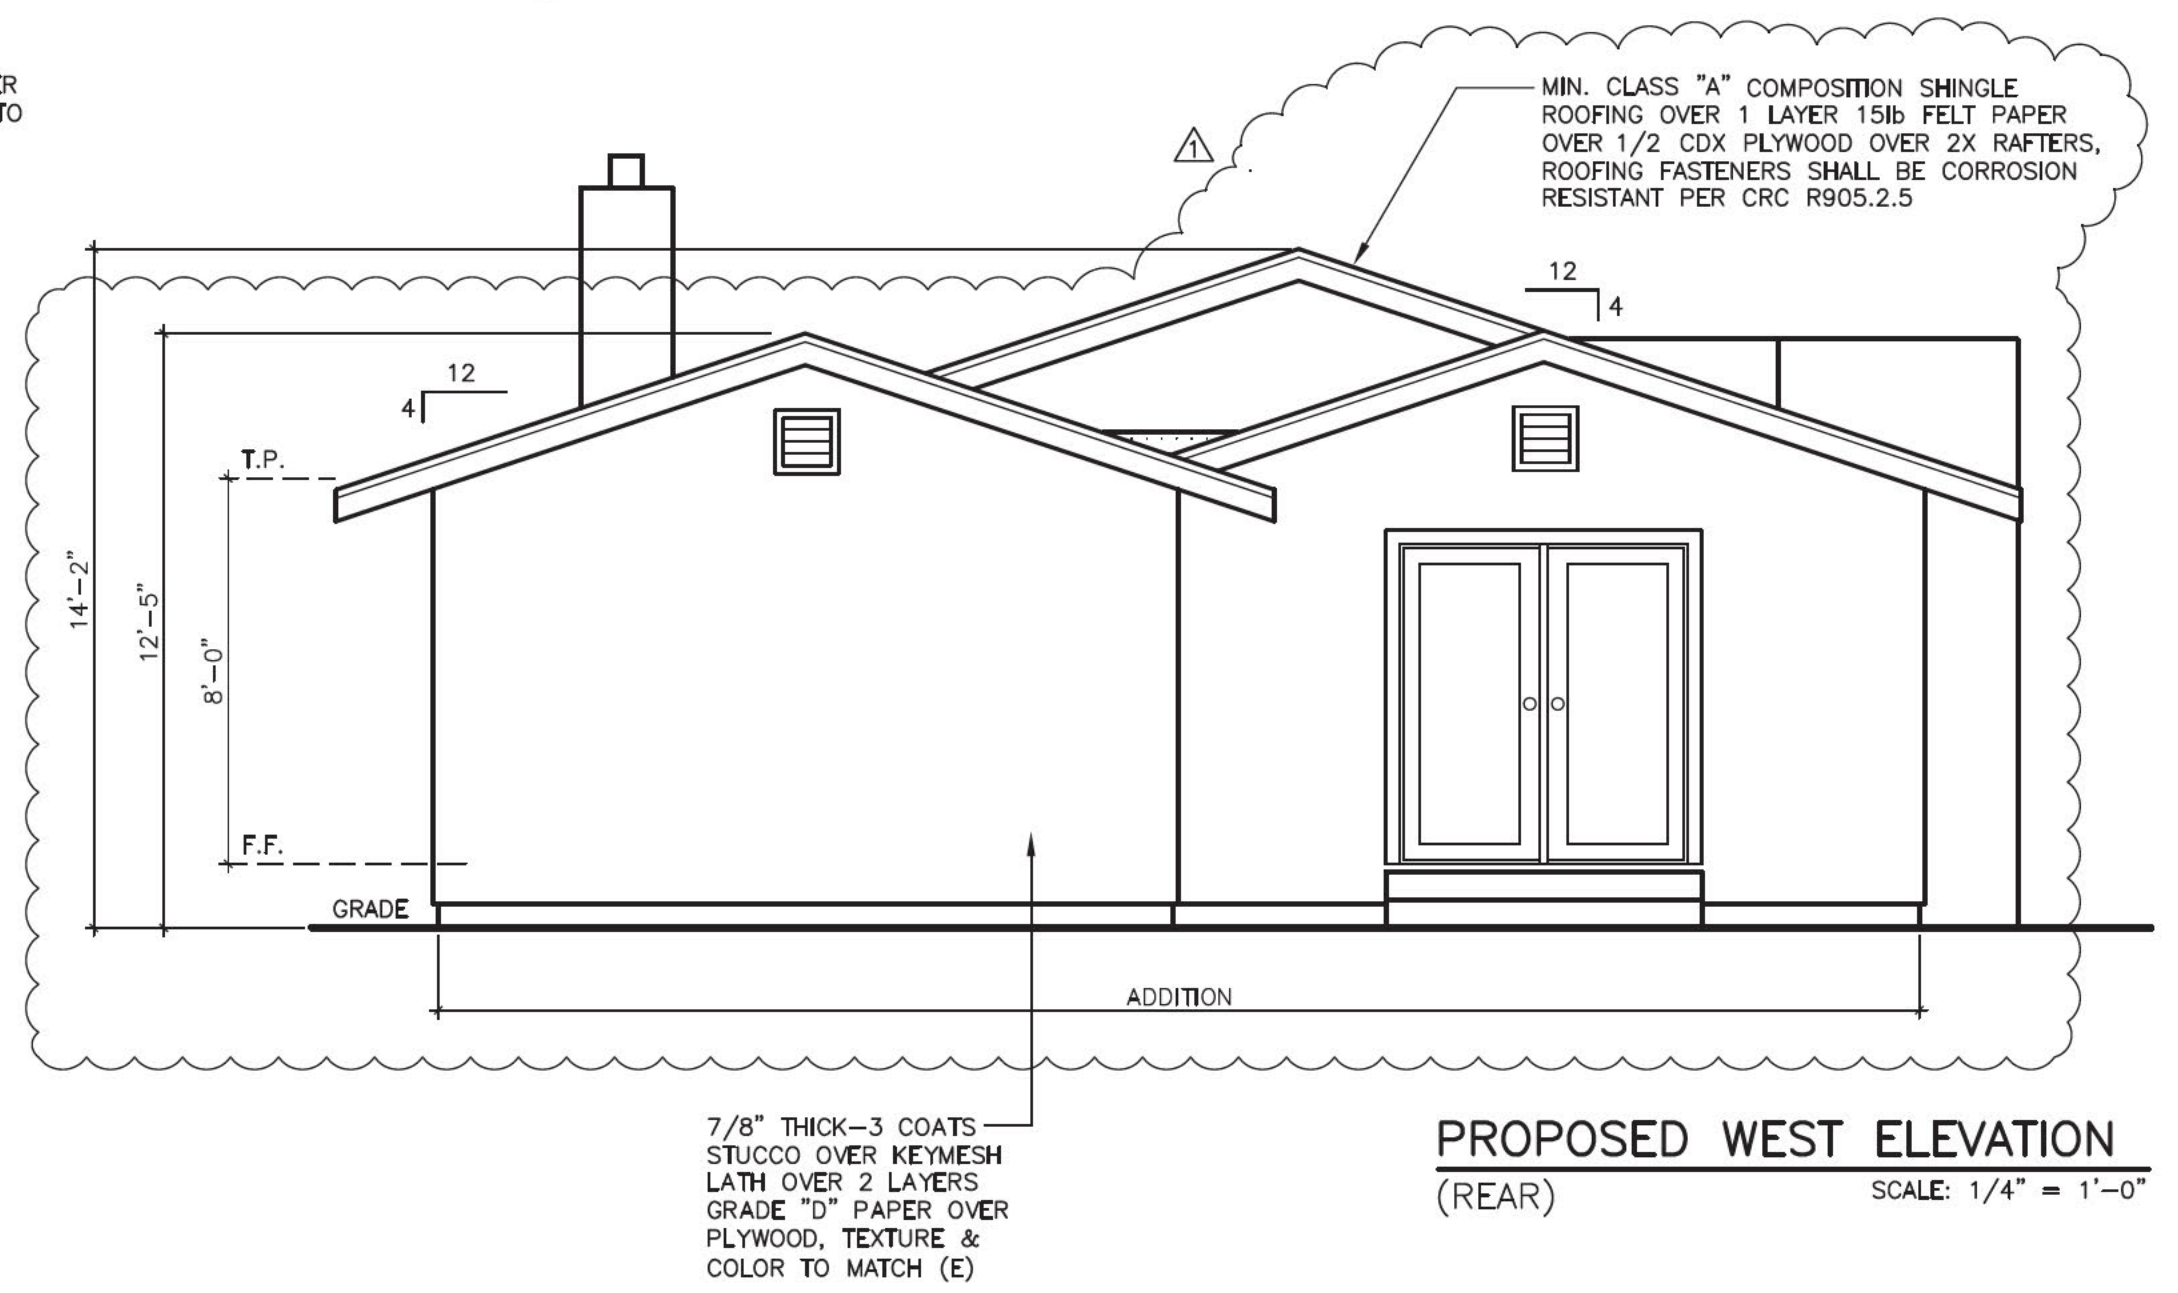 MIN. CLASS "A" COMPOSITION SHINGLE
ROOFING OVER 1 LAYER 15lb FELT PAPER
OVER 1/2 CDX PLYWOOD OVER 2X RAFTERS,
ROOFING FASTENERS SHALL BE CORROSION
RESISTANT PER CRC R905.2.5
TO
1
12
4
12
4
T.P.
14'-2"
12'-5"
8'-0"
F.F.
GRADE
ADDITION
7/8" THICK-3 COATS
STUCCO OVER KEYMESH
LATH OVER 2 LAYERS
GRADE "D" PAPER OVER
PLYWOOD, TEXTURE &
COLOR TO MATCH (E)
PROPOSED WEST ELEVATION
(REAR)
SCALE: 1/4" = 1'-0"